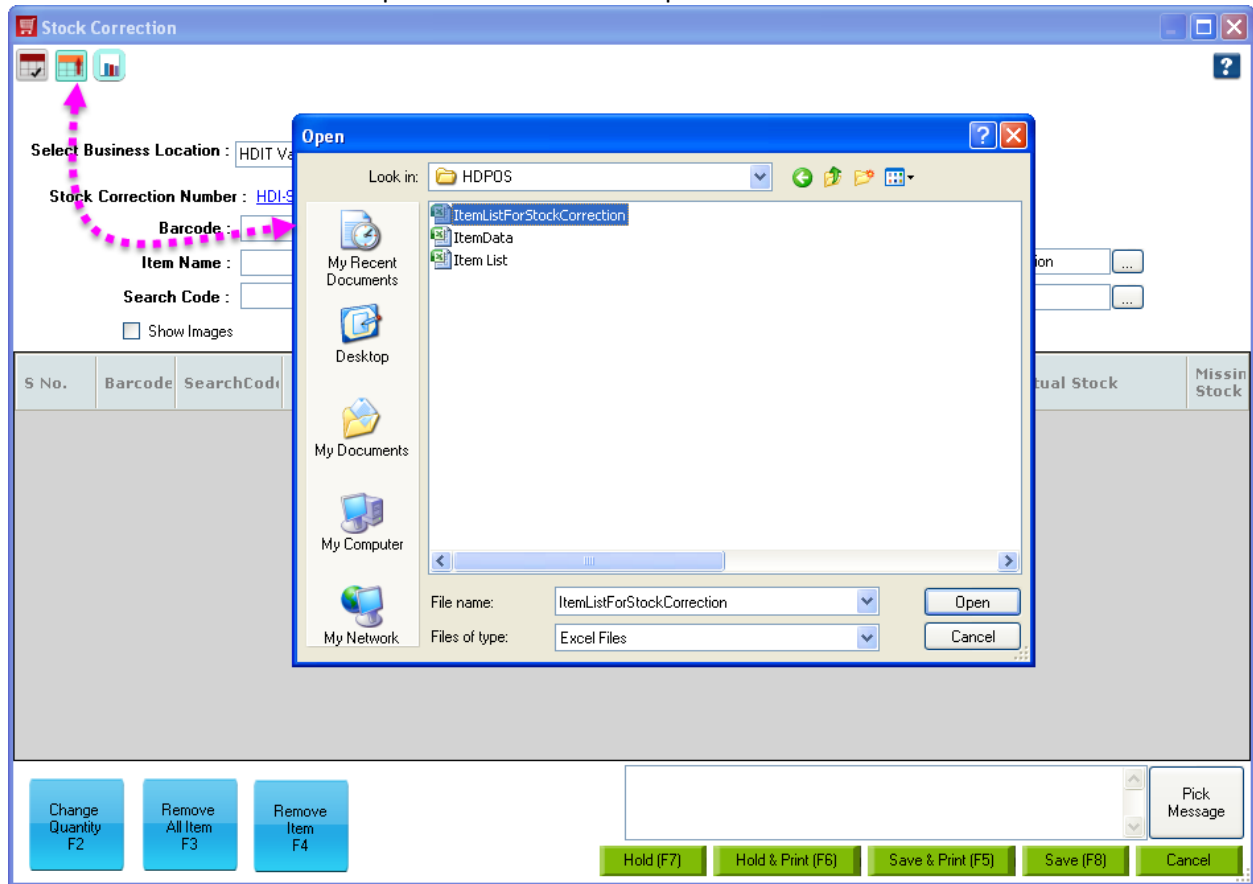 Stock Correction
?
Select Business Location : HDIT Va
Stock Correction Number : HDI-S
Barcode :
Item Name :
Search Code :
Show Images
ion ...
...
Open
Look in: HDPOS
My Recent Documents
Desktop
My Documents
My Computer
My Network
ItemListForStockCorrection
ItemData
Item List
File name: ItemListForStockCorrection Open
Files of type: Excel Files Cancel
S No. Barcode SearchCode tual Stock Missin
Stock
Change
Quantity
F2
Remove
All Item
F3
Remove
Item
F4
Pick
Message
Hold (F7) Hold & Print (F6) Save & Print (F5) Save (F8) Cancel